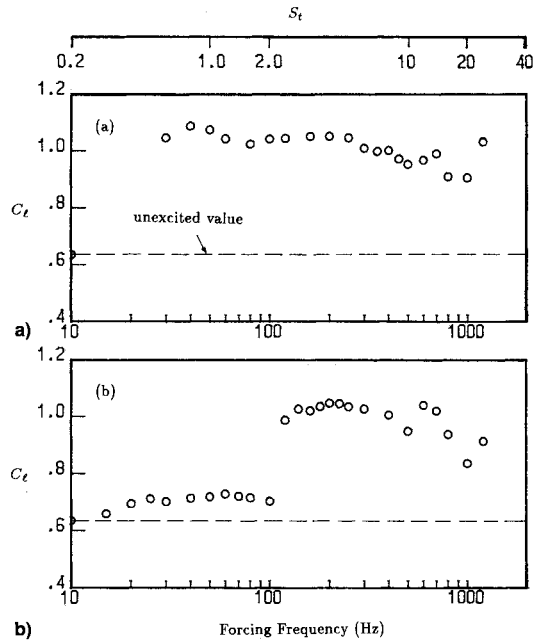 S_t
0.2 1.0 2.0 10 20 40
1.2
(a)
1.0
C_ℓ .8
unexcited value
.6
.4
a) 10 100 1000
1.2
(b)
1.0
C_ℓ .8
.6
.4
10 100 1000
b) Forcing Frequency (Hz)